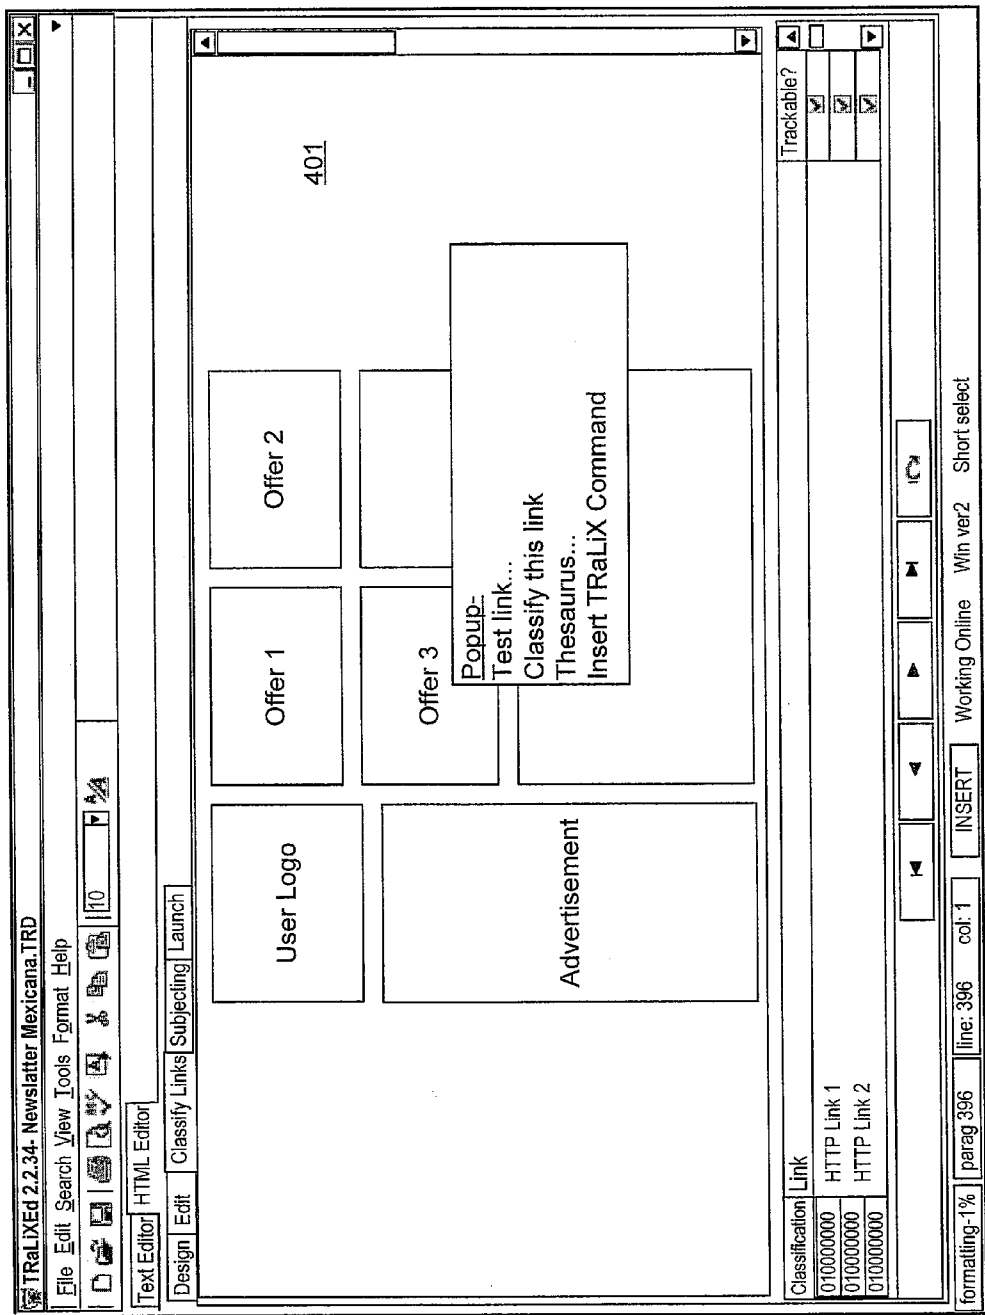 TRaLiXEd 2.2.34- Newslatter Mexicana.TRD
File Edit Search View Tools Format Help
10
Text Editor HTML Editor
Design Edit Classify Links Subjecting Launch
User Logo Offer 1 Offer 2
401
Advertisement Offer 3
Popup-
Test link...
Classify this link
Thesaurus...
Insert TRaLiX Command
Classification Link Trackable?
010000000 HTTP Link 1
010000000 HTTP Link 2
010000000
formatting-1% parag 396 line: 396 col: 1 INSERT Working Online Win ver2 Short select